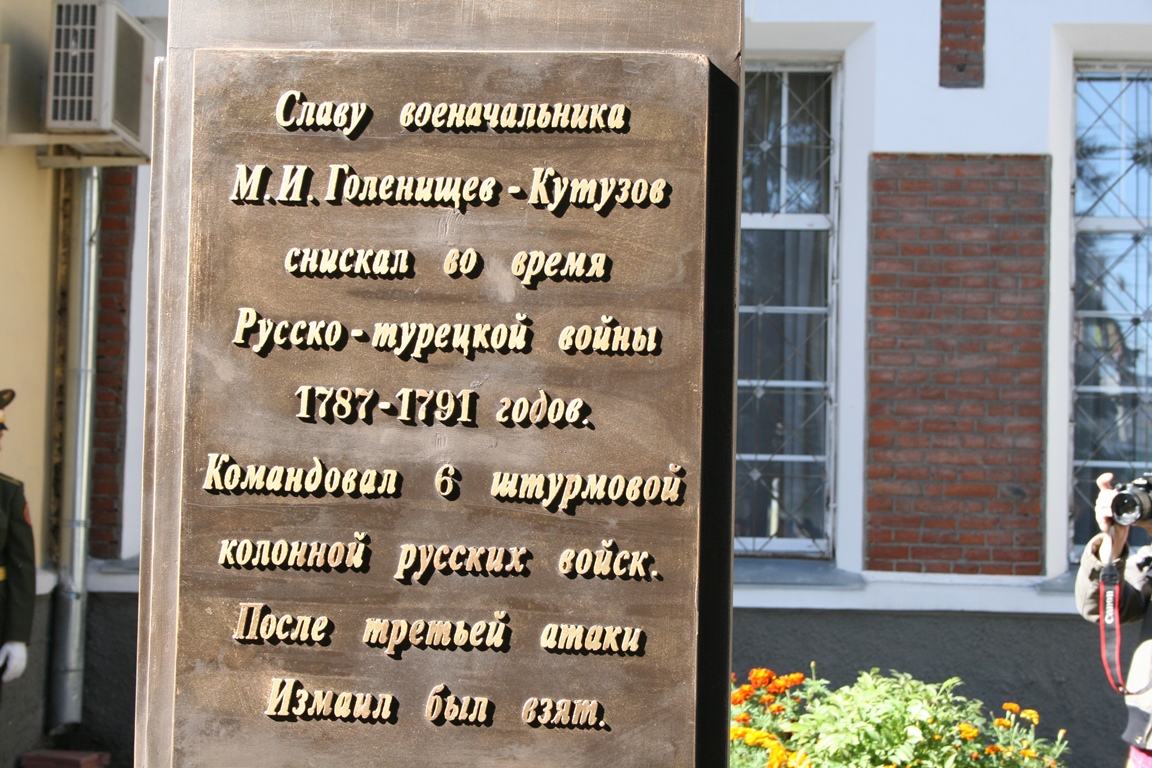 Славу военачальника
М.И.Голенищев-Кутузов
снискал во время
Русско-турецкой войны
1787-1791 годов.
Командовал 6 штурмовой
колонной русских войск.
После третьей атаки
Измаил был взят.
Canon